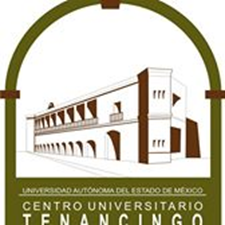 UNIVERSIDAD AUTÓNOMA DEL ESTADO DE MÉXICO
CENTRO UNIVERSITARIO
TENANCINGO